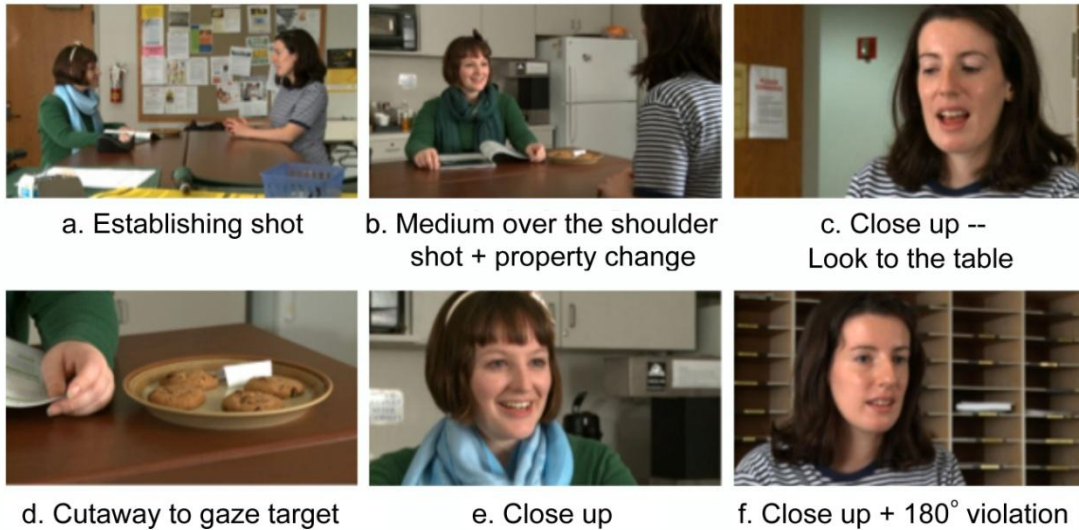 a. Establishing shot
b. Medium over the shoulder
shot + property change
c. Close up --
Look to the table
d. Cutaway to gaze target
e. Close up
f. Close up + 180° violation